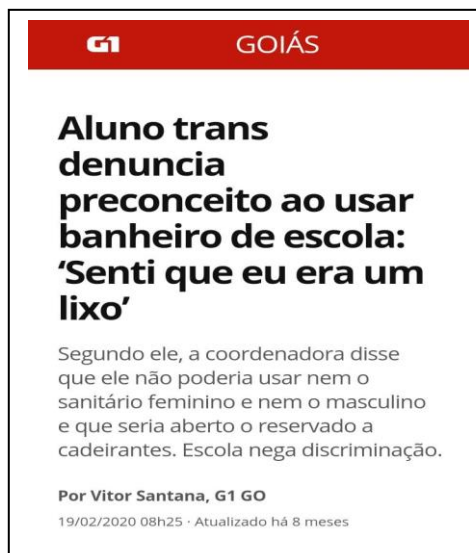 G1 GOIÁS
Aluno trans
denuncia
preconceito ao usar
banheiro de escola:
‘Senti que eu era um
lixo’
Segundo ele, a coordenadora disse
que ele não poderia usar nem o
sanitário feminino e nem o masculino
e que seria aberto o reservado a
cadeirantes. Escola nega discriminação.
Por Vitor Santana, G1 GO
19/02/2020 08h25 · Atualizado há 8 meses